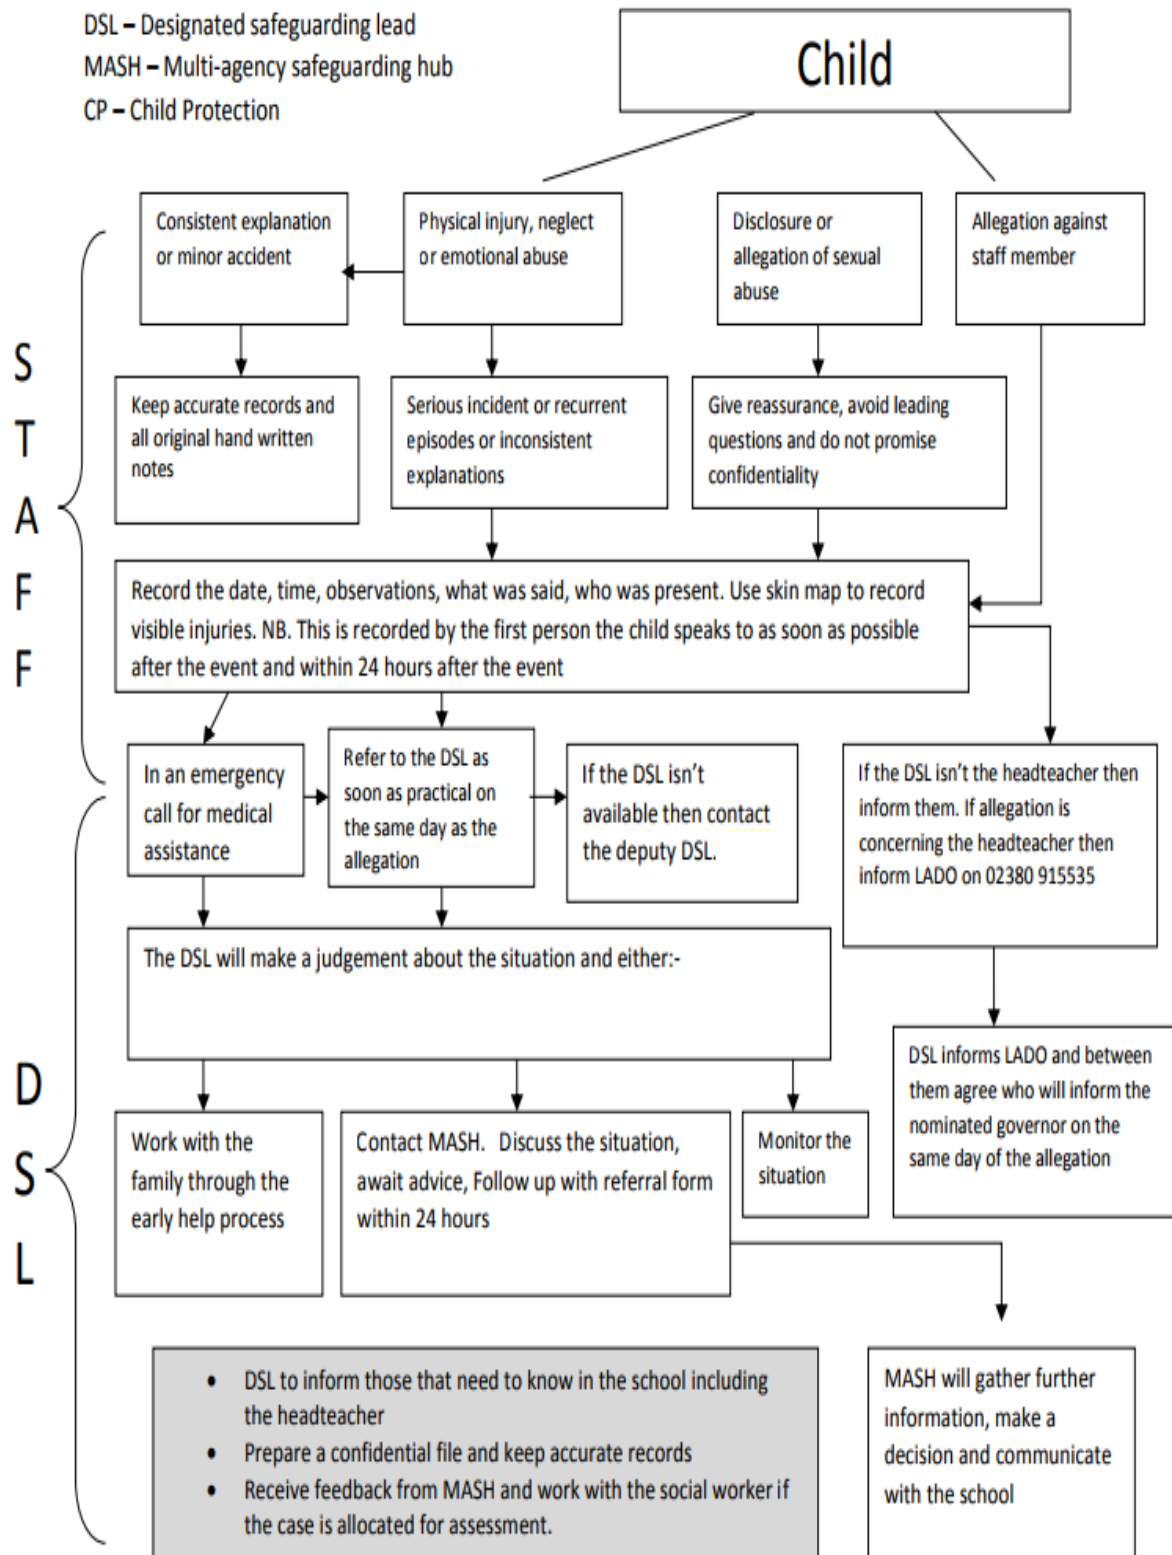 DSL – Designated safeguarding lead
MASH – Multi-agency safeguarding hub
CP – Child Protection
Child
Consistent explanation
or minor accident
Physical injury, neglect
or emotional abuse
Disclosure or
allegation of sexual
abuse
Allegation against
staff member
S
T
A
F
F
Keep accurate records and
all original hand written
notes
Serious incident or recurrent
episodes or inconsistent
explanations
Give reassurance, avoid leading
questions and do not promise
confidentiality
Record the date, time, observations, what was said, who was present. Use skin map to record
visible injuries. NB. This is recorded by the first person the child speaks to as soon as possible
after the event and within 24 hours after the event
In an emergency
call for medical
assistance
Refer to the DSL as
soon as practical on
the same day as the
allegation
If the DSL isn't
available then contact
the deputy DSL.
If the DSL isn't the headteacher then
inform them. If allegation is
concerning the headteacher then
inform LADO on 02380 915535
The DSL will make a judgement about the situation and either:-
DSL informs LADO and between
them agree who will inform the
nominated governor on the
same day of the allegation
D
S
L
Work with the
family through the
early help process
Contact MASH. Discuss the situation,
await advice, Follow up with referral form
within 24 hours
Monitor the
situation
• DSL to inform those that need to know in the school including
the headteacher
• Prepare a confidential file and keep accurate records
• Receive feedback from MASH and work with the social worker if
the case is allocated for assessment.
MASH will gather further
information, make a
decision and communicate
with the school